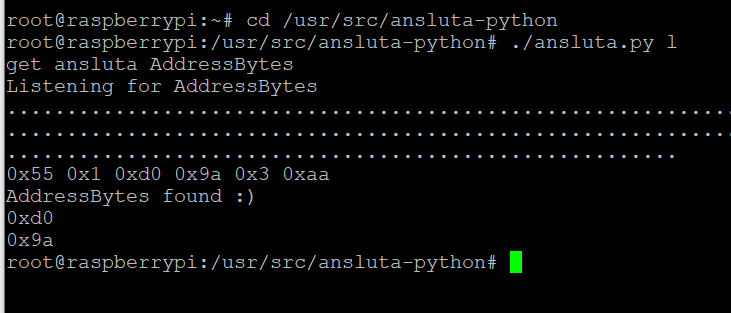 root@raspberrypi:~# cd /usr/src/ansluta-python
root@raspberrypi:/usr/src/ansluta-python# ./ansluta.py l
get ansluta AddressBytes
Listening for AddressBytes
.............................................................
.............................................................
........................................................
0x55 0x1 0xd0 0x9a 0x3 0xaa
AddressBytes found :)
0xd0
0x9a
root@raspberrypi:/usr/src/ansluta-python#